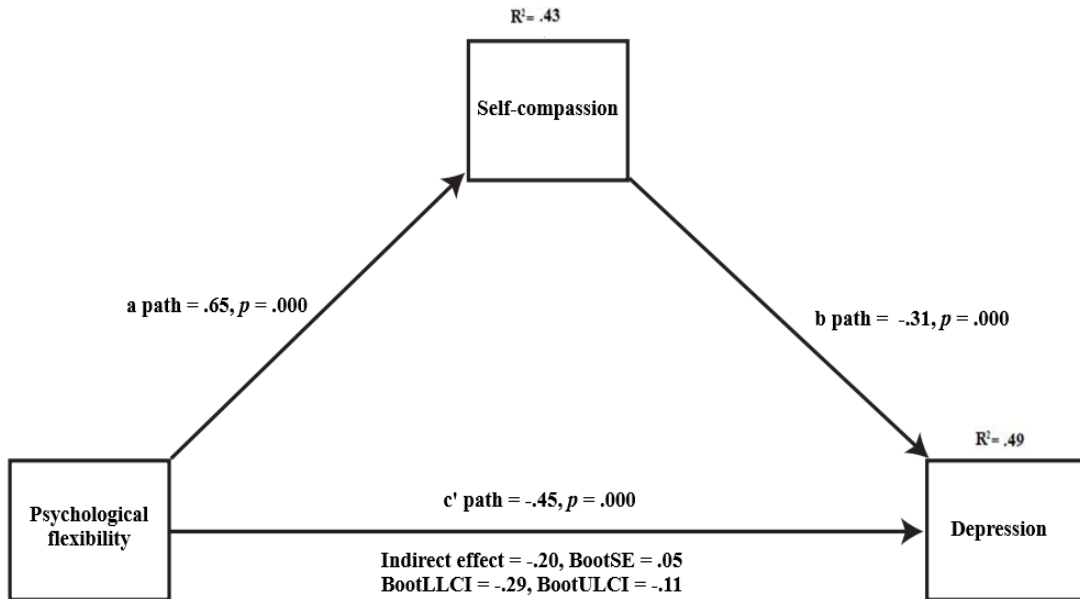 R²= .43
Self-compassion
a path = .65, p = .000
b path = -.31, p = .000
R²= .49
Psychological
flexibility
c' path = -.45, p = .000
Depression
Indirect effect = -.20, BootSE = .05
BootLLCI = -.29, BootULCI = -.11